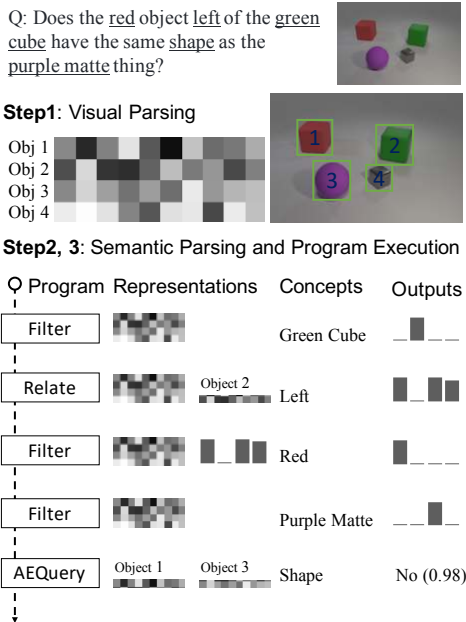 Q: Does the red object left of the green
cube have the same shape as the
purple matte thing?
Step1: Visual Parsing
Obj 1
Obj 2
Obj 3
Obj 4
1
2
3
4
Step2, 3: Semantic Parsing and Program Execution
Program Representations Concepts Outputs
Filter Green Cube
Relate Object 2 Left
Filter Red
Filter Purple Matte
AEQuery Object 1 Object 3 Shape No (0.98)